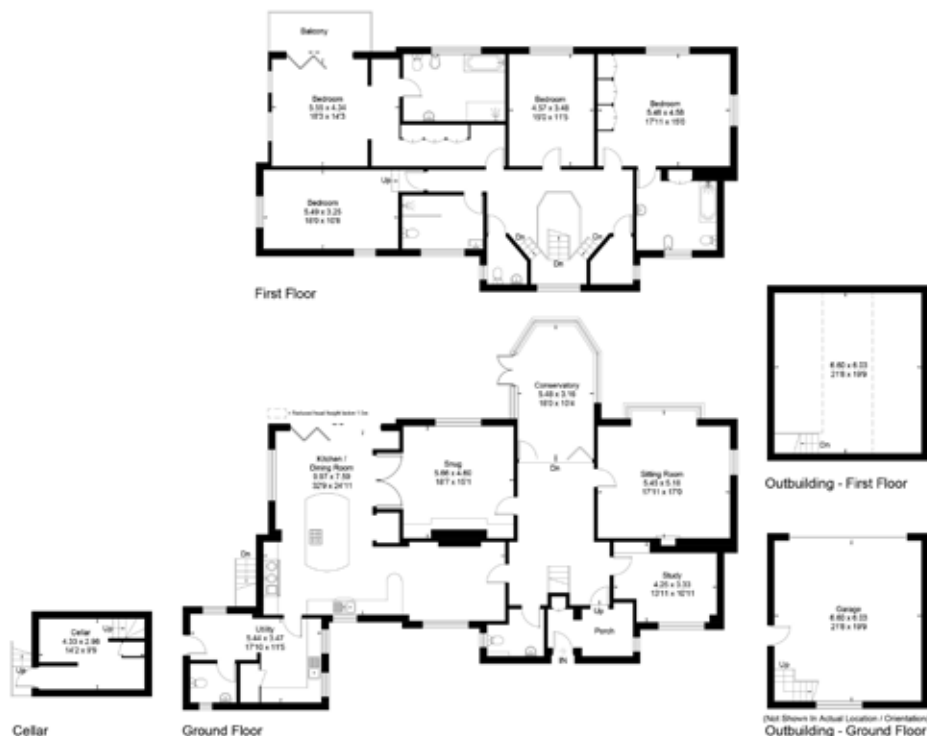 Balcony
Bedroom
5.55 x 4.34
18'3 x 14'3
Bedroom
4.57 x 3.48
15'0 x 11'5
Bedroom
5.46 x 4.58
17'11 x 15'0
Up
Bedroom
5.49 x 3.25
18'0 x 10'8
Dn
Dn
Dn
First Floor
6.60 x 6.03
21'8 x 19'9
Dn
Outbuilding - First Floor
Conservatory
5.48 x 3.16
18'0 x 10'4
= Reduced head height below 1.5m
Kitchen /
Dining Room
9.97 x 7.59
32'9 x 24'11
Snug
5.66 x 4.60
18'7 x 15'1
Dn
Sitting Room
5.45 x 5.18
17'11 x 17'0
Dn
Study
4.25 x 3.33
13'11 x 10'11
Up
Porch
IN
Utility
5.44 x 3.47
17'10 x 11'5
Cellar
4.33 x 2.98
14'2 x 9'9
Up
Up
Garage
6.60 x 6.03
21'8 x 19'9
Up
(Not Shown In Actual Location / Orientation)
Cellar
Ground Floor
Outbuilding - Ground Floor